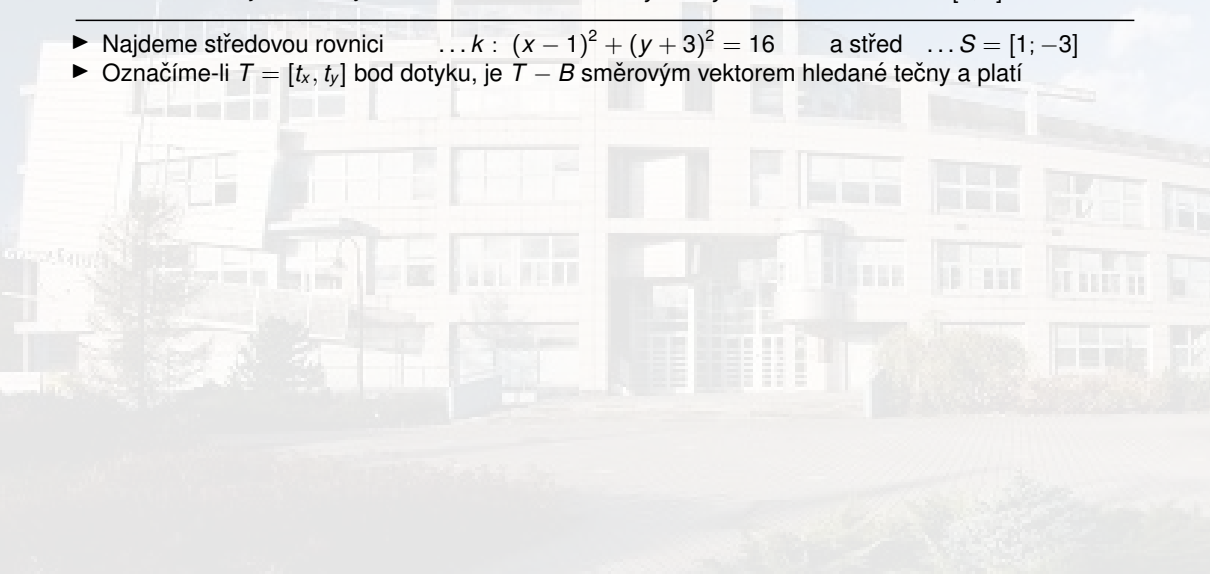 ▶ Najdeme středovou rovnici …k : (x − 1)² + (y + 3)² = 16 a střed …S = [1; −3]
▶ Označíme-li T = [tₓ, t_y] bod dotyku, je T − B směrovým vektorem hledané tečny a platí